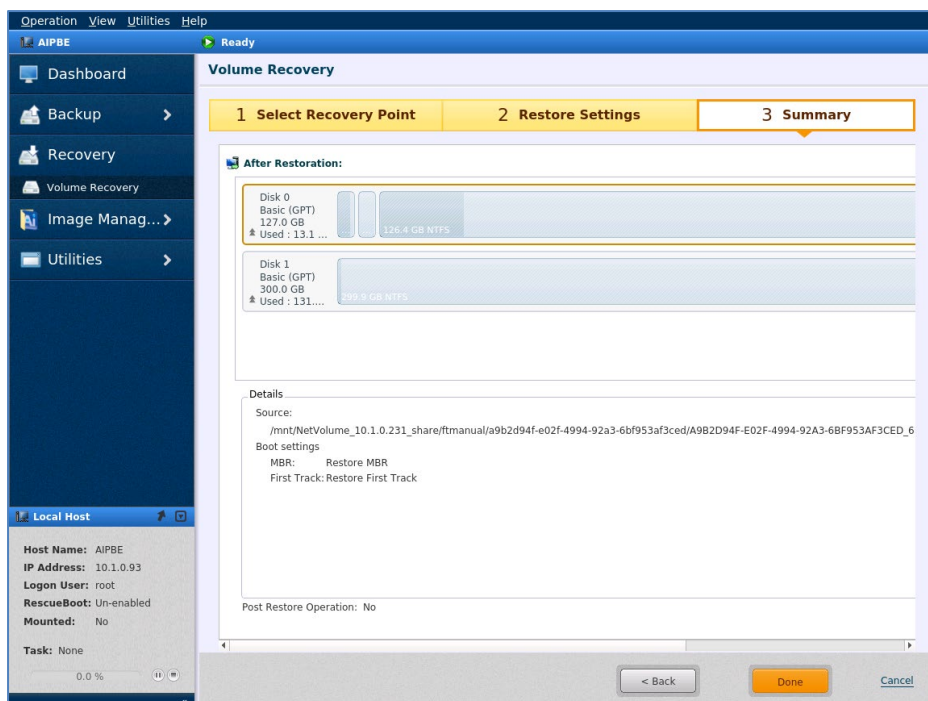 Operation View Utilities Help
AIPBE
Ready
Dashboard
Backup
Recovery
Volume Recovery
Image Manag...
Utilities
Volume Recovery
1 Select Recovery Point
2 Restore Settings
3 Summary
After Restoration:
Disk 0
Basic (GPT)
127.0 GB
Used : 13.1 ...
126.4 GB NTFS
Disk 1
Basic (GPT)
300.0 GB
Used : 131....
299.9 GB NTFS
Details
Source:
/mnt/NetVolume_10.1.0.231_share/ftmanual/a9b2d94f-e02f-4994-92a3-6bf953af3ced/A9B2D94F-E02F-4994-92A3-6BF953AF3CED_6
Boot settings
MBR: Restore MBR
First Track: Restore First Track
Post Restore Operation: No
Local Host
Host Name: AIPBE
IP Address: 10.1.0.93
Logon User: root
RescueBoot: Un-enabled
Mounted: No
Task: None
0.0 %
< Back
Done
Cancel